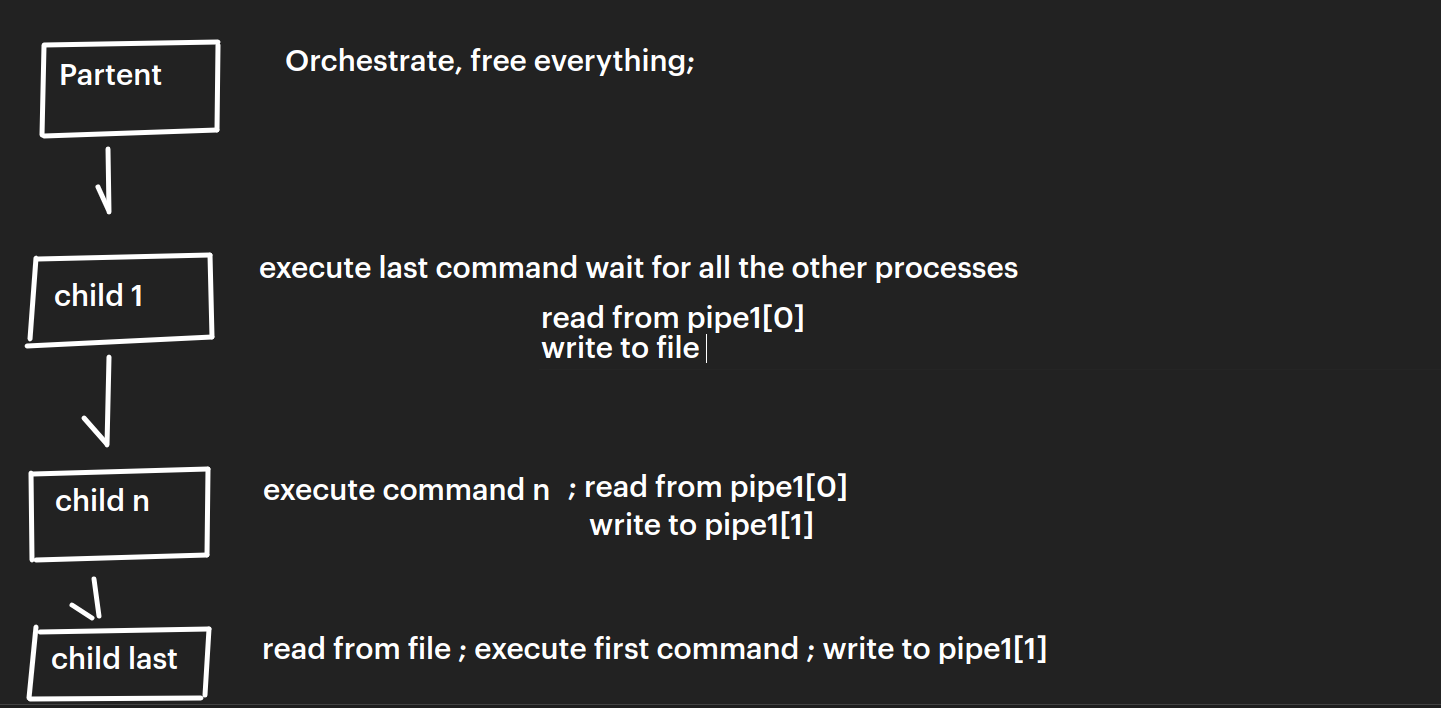 Partent
Orchestrate, free everything;
child 1
execute last command wait for all the other processes
read from pipe1[0]
write to file
child n
execute command n ; read from pipe1[0]
write to pipe1[1]
child last
read from file ; execute first command ; write to pipe1[1]